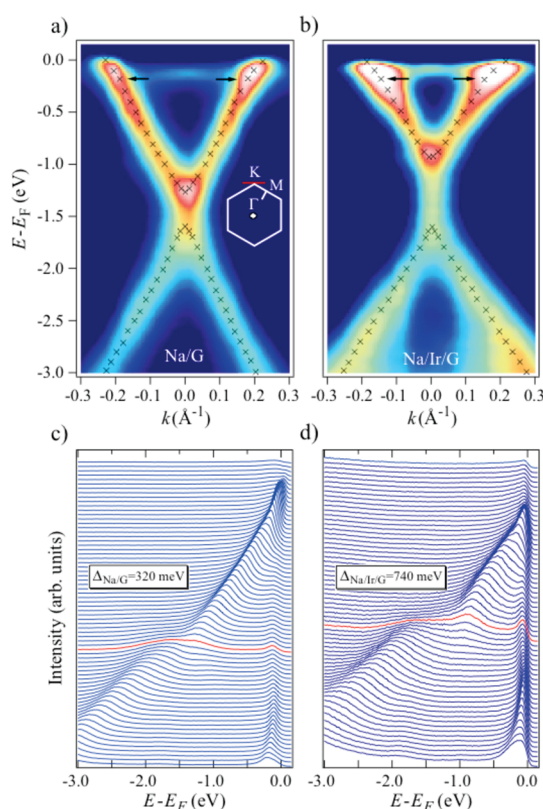 a)
b)
0.0
-0.5
-1.0
-1.5
-2.0
-2.5
-3.0
E-E_F (eV)
K
M
Γ
Na/G
Na/Ir/G
-0.3 -0.2 -0.1 0.0 0.1 0.2 0.3
-0.3 -0.2 -0.1 0.0 0.1 0.2 0.3
k(Å⁻¹)
k(Å⁻¹)
c)
d)
Intensity (arb. units)
Δ_Na/G=320 meV
Δ_Na/Ir/G=740 meV
-3.0 -2.0 -1.0 0.0
-3.0 -2.0 -1.0 0.0
E-E_F (eV)
E-E_F (eV)